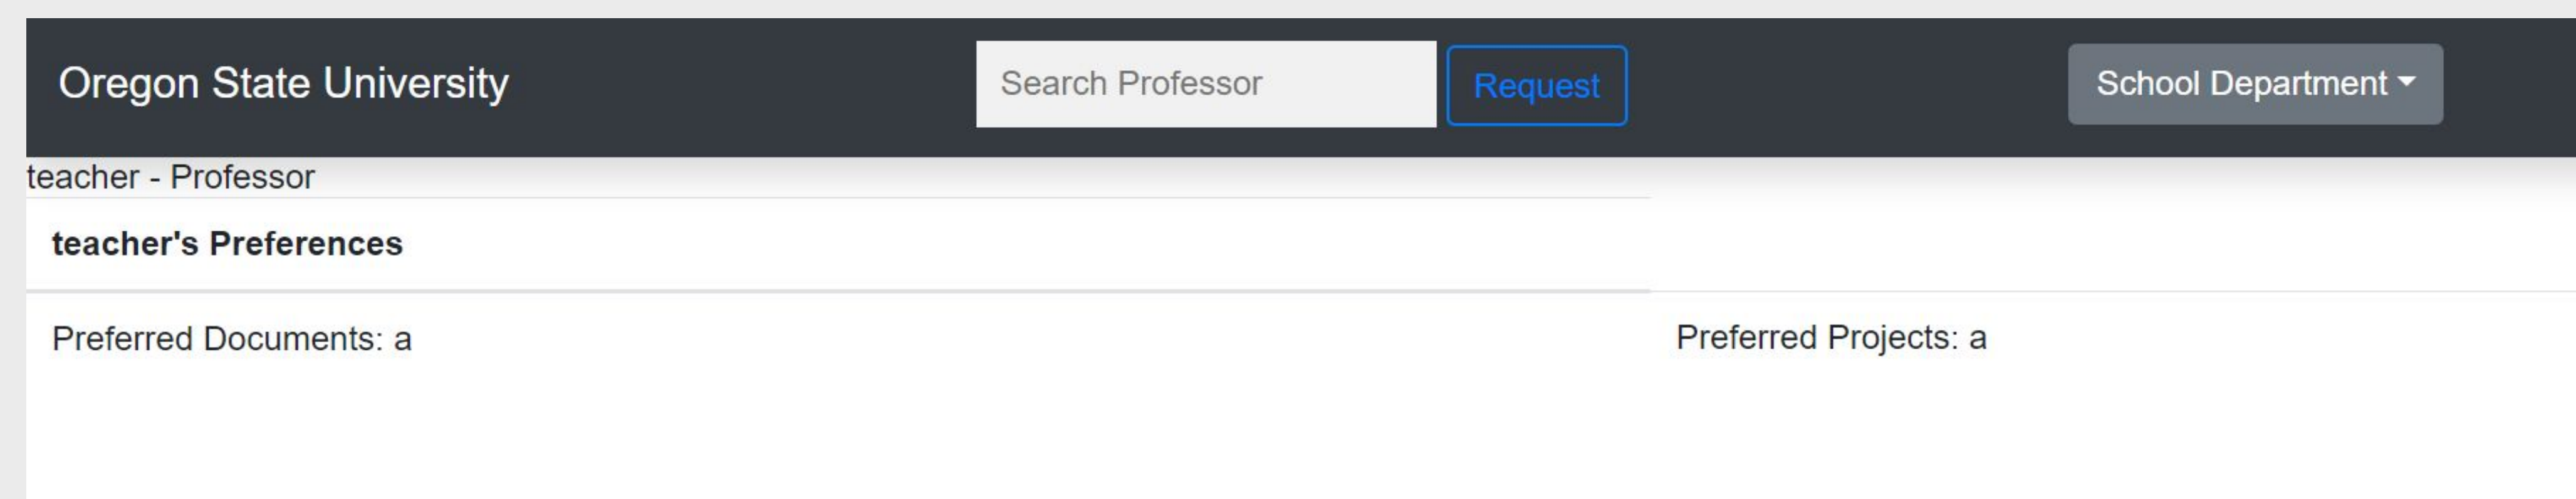 Oregon State University
Search Professor
Request
School Department
teacher - Professor
teacher's Preferences
Preferred Documents: a
Preferred Projects: a